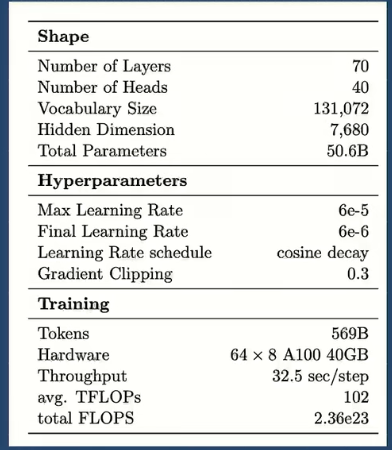 Shape
Number of Layers 70
Number of Heads 40
Vocabulary Size 131,072
Hidden Dimension 7,680
Total Parameters 50.6B
Hyperparameters
Max Learning Rate 6e-5
Final Learning Rate 6e-6
Learning Rate schedule cosine decay
Gradient Clipping 0.3
Training
Tokens 569B
Hardware 64 × 8 A100 40GB
Throughput 32.5 sec/step
avg. TFLOPs 102
total FLOPS 2.36e23